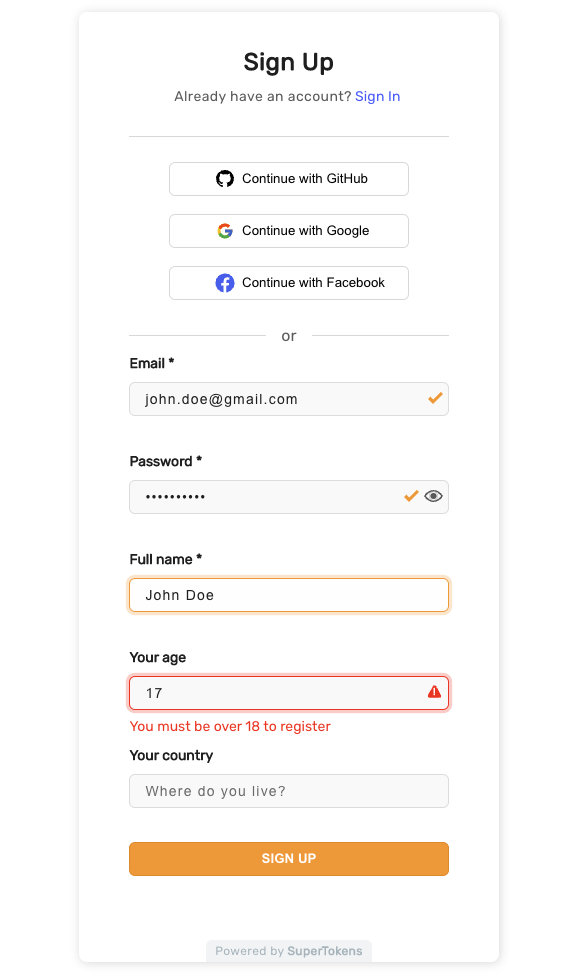 Sign Up
Already have an account? Sign In
Continue with GitHub
Continue with Google
Continue with Facebook
or
Email *
john.doe@gmail.com
Password *
••••••••••
Full name *
John Doe
Your age
17
You must be over 18 to register
Your country
Where do you live?
SIGN UP
Powered by SuperTokens